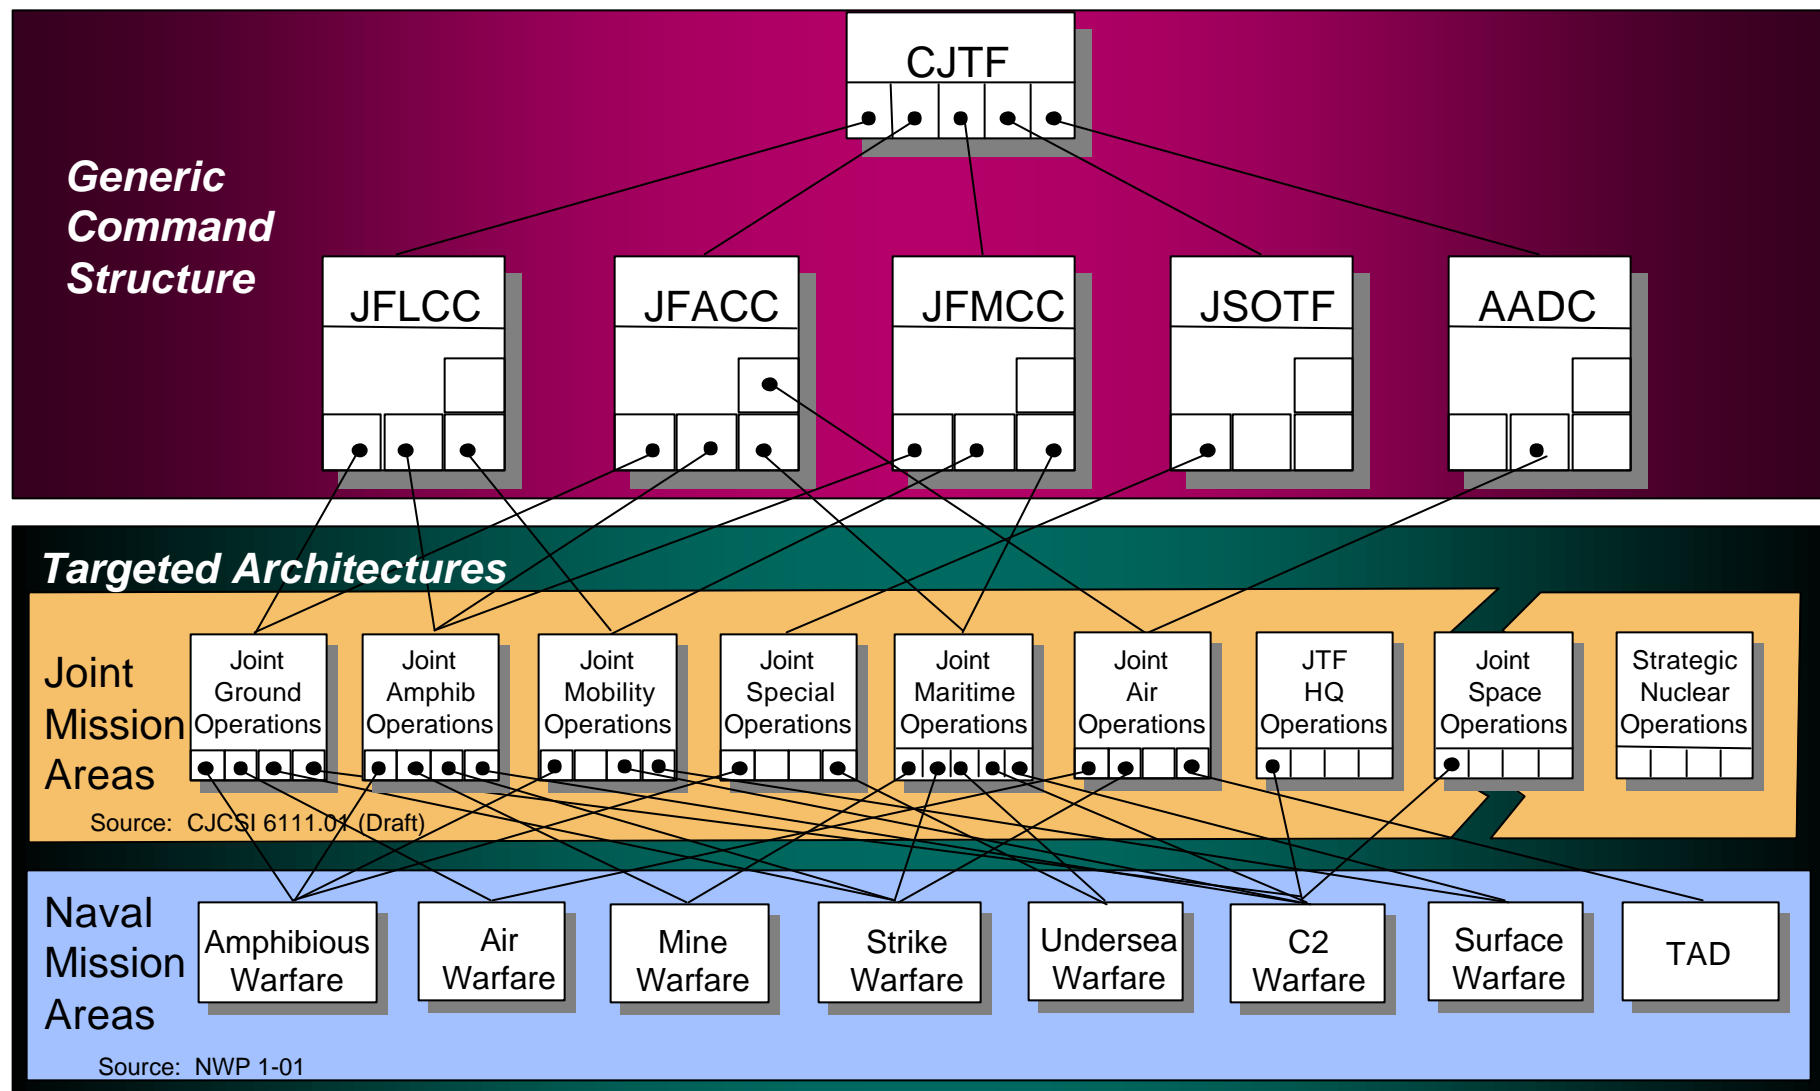 CJTF
Generic
Command
Structure
JFLCC
JFACC
JFMCC
JSOTF
AADC
Targeted Architectures
Joint
Mission
Areas
Joint
Ground
Operations
Joint
Amphib
Operations
Joint
Mobility
Operations
Joint
Special
Operations
Joint
Maritime
Operations
Joint
Air
Operations
JTF
HQ
Operations
Joint
Space
Operations
Strategic
Nuclear
Operations
Source: CJCSI 6111.01 (Draft)
Naval
Mission
Areas
Amphibious
Warfare
Air
Warfare
Mine
Warfare
Strike
Warfare
Undersea
Warfare
C2
Warfare
Surface
Warfare
TAD
Source: NWP 1-01